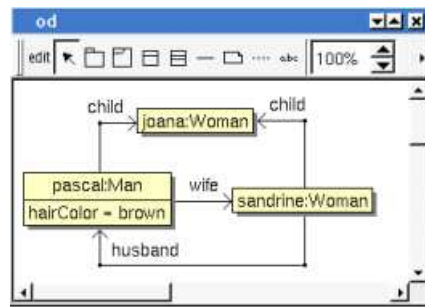 od
edit abc 100%
child child
joana:Woman
pascal:Man wife
hairColor = brown sandrine:Woman
husband